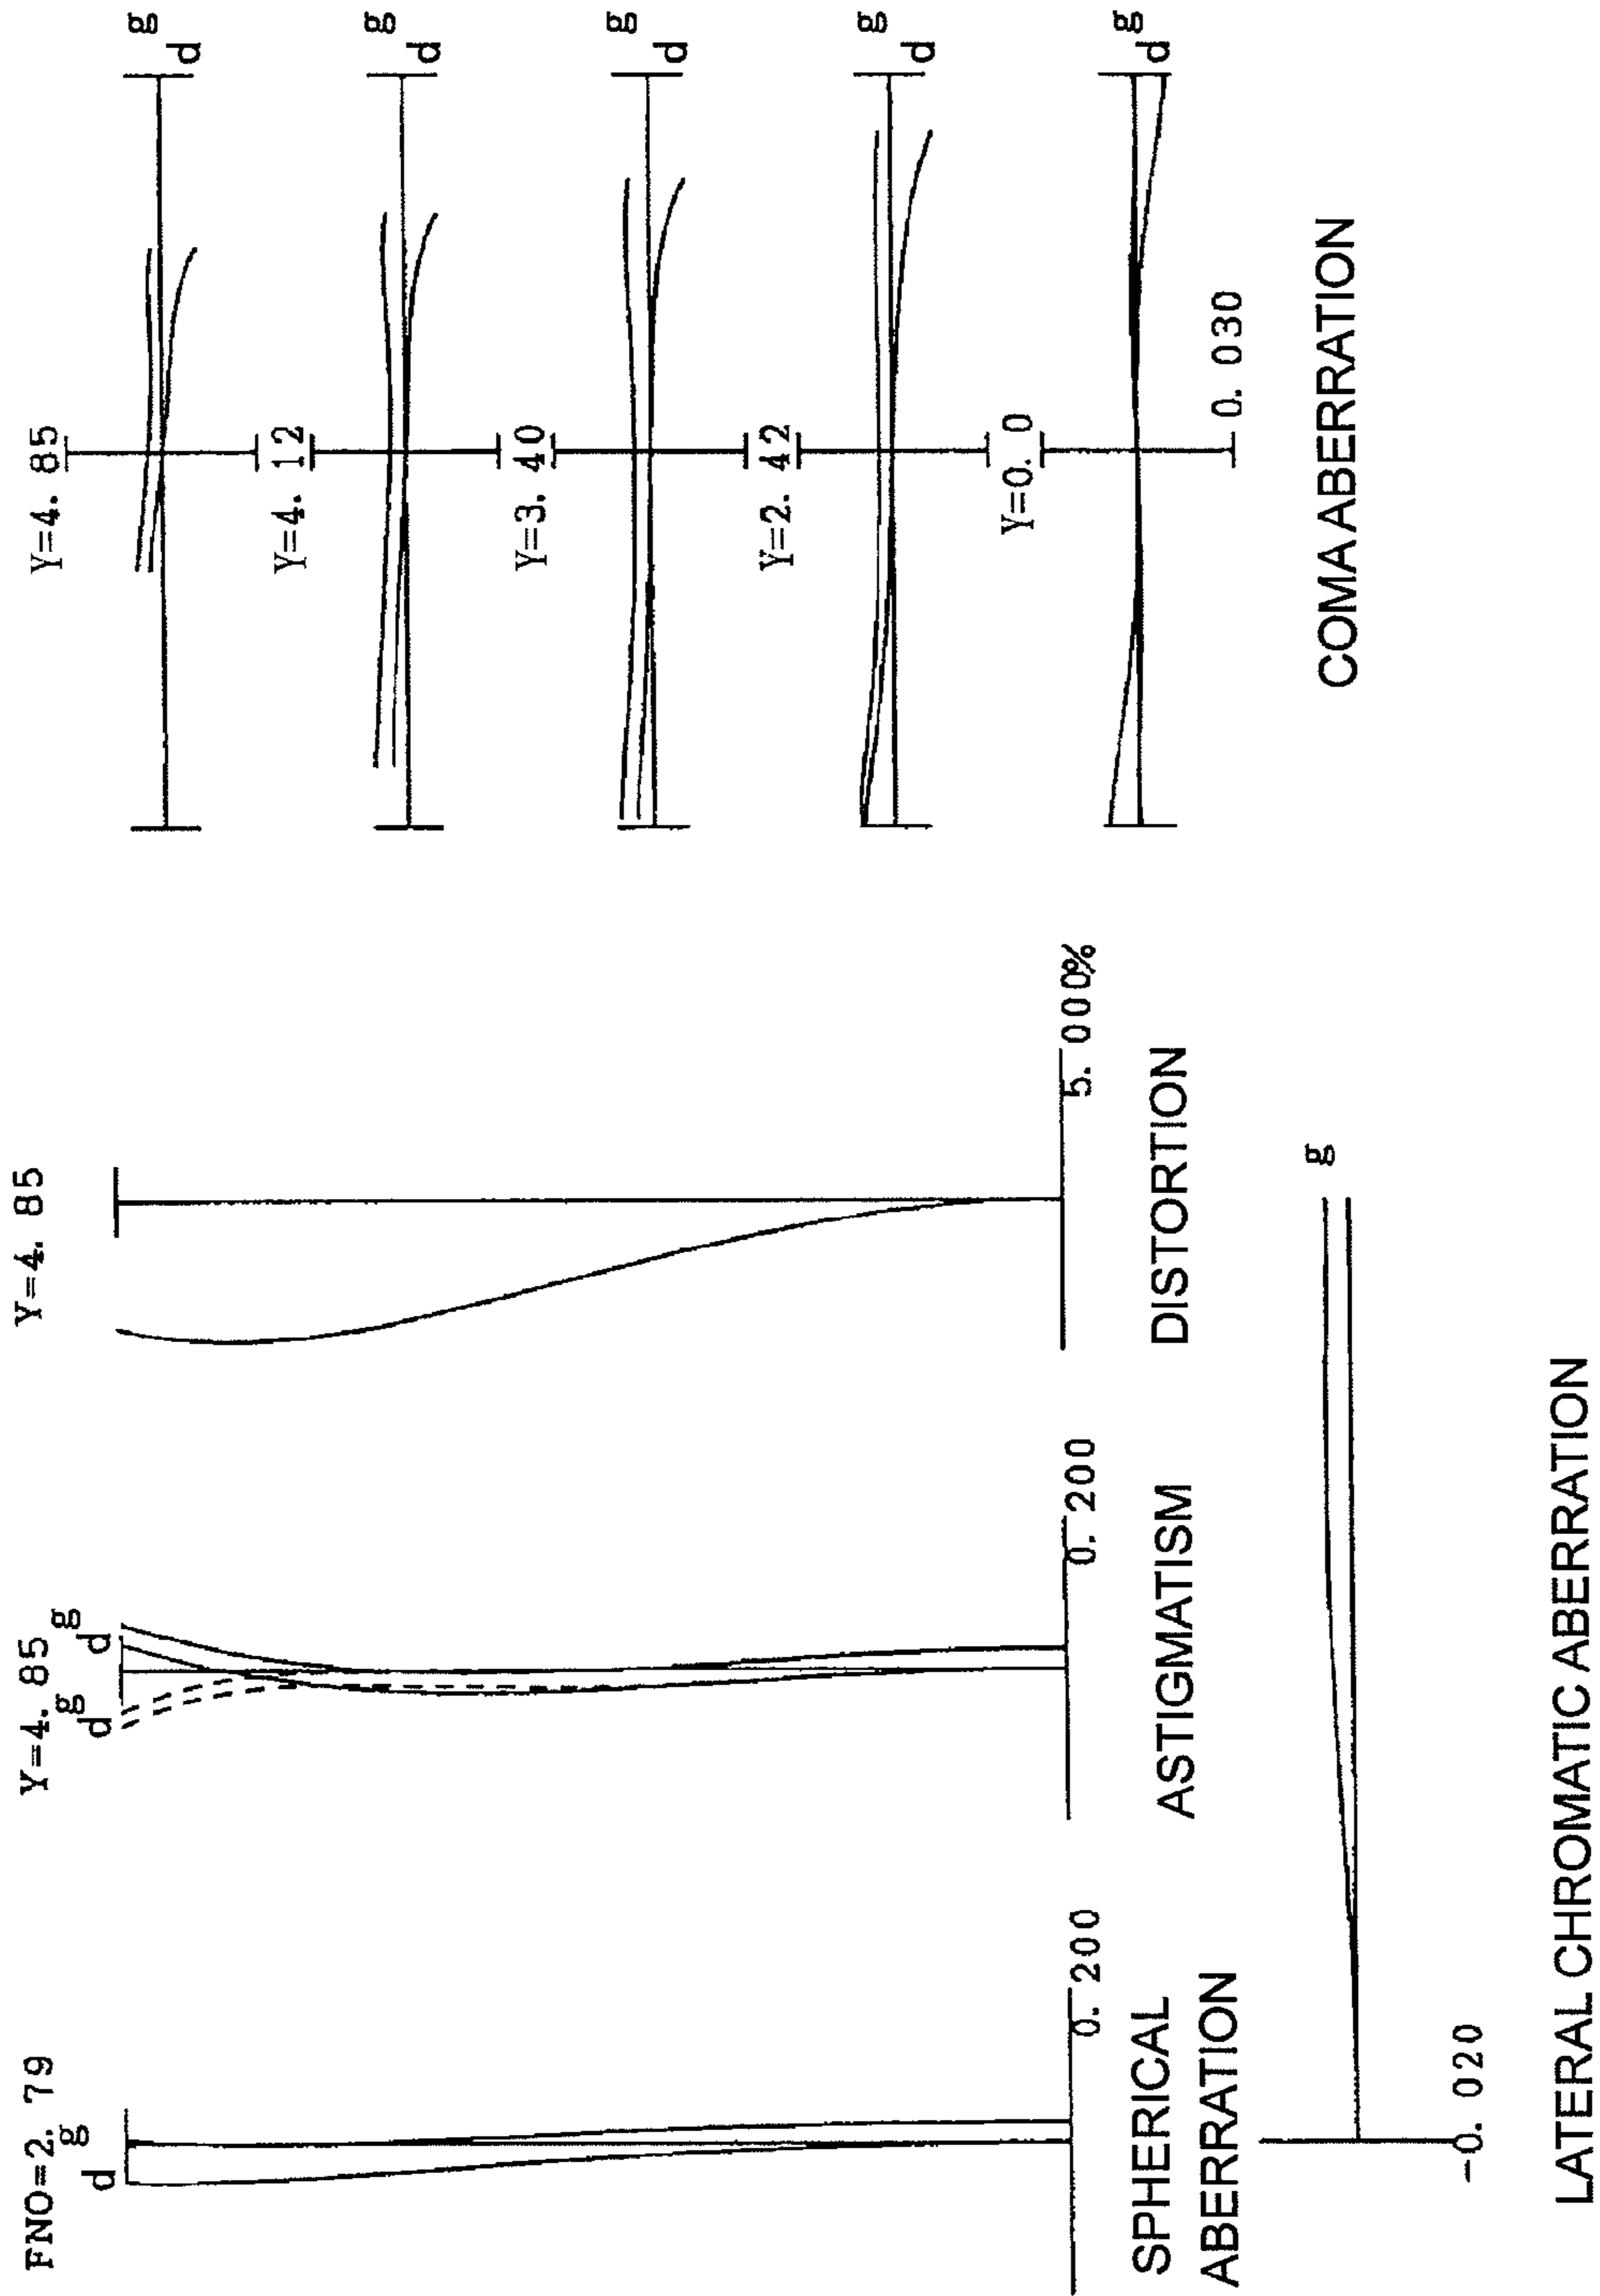 FNO=2. 79
d
g
0. 200
SPHERICAL
ABERRATION
Y=4. 85
d
g
d
g
0. 200
ASTIGMATISM
Y=4. 85
5. 000%
DISTORTION
Y=4. 85
g
d
Y=4. 12
g
d
Y=3. 40
g
d
Y=2. 42
g
d
Y=0. 0
g
d
0. 030
COMA ABERRATION
g
-0. 020
LATERAL CHROMATIC ABERRATION